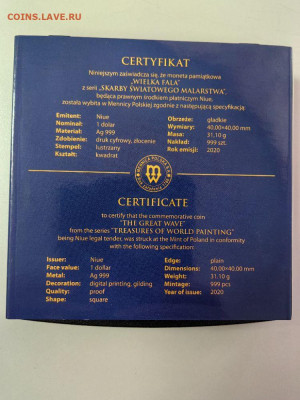 COINS.LAVE.RU
CERTYFIKAT
Niniejszym zaświadcza się, że moneta pamiątkowa
„WIELKA FALA”
z serii „SKARBY ŚWIATOWEGO MALARSTWA”,
będąca prawnym środkiem płatniczym Niue,
została wybita w Mennicy Polskiej zgodnie z następującą specyfikacją:
Emitent: Niue Obrzeże: gładkie
Nominał: 1 dolar Wymiary: 40,00×40,00 mm
Materiał: Ag 999 Masa: 31,10 g
Zdobienie: druk cyfrowy, złocenie Nakład: 999 szt.
Stempel: lustrzany Rok emisji: 2020
Kształt: kwadrat
MENNICA POLSKA
CERTIFICATE
to certify that the commemorative coin
"THE GREAT WAVE"
from the series "TREASURES OF WORLD PAINTING"
being Niue legal tender, was struck at the Mint of Poland in conformity
with the following specification:
Issuer: Niue Edge: plain
Face value: 1 dollar Dimensions: 40.00×40.00 mm
Metal: Ag 999 Weight: 31.10 g
Decoration: digital printing, gilding Mintage: 999 pcs
Quality: proof Year of issue: 2020
Shape: square